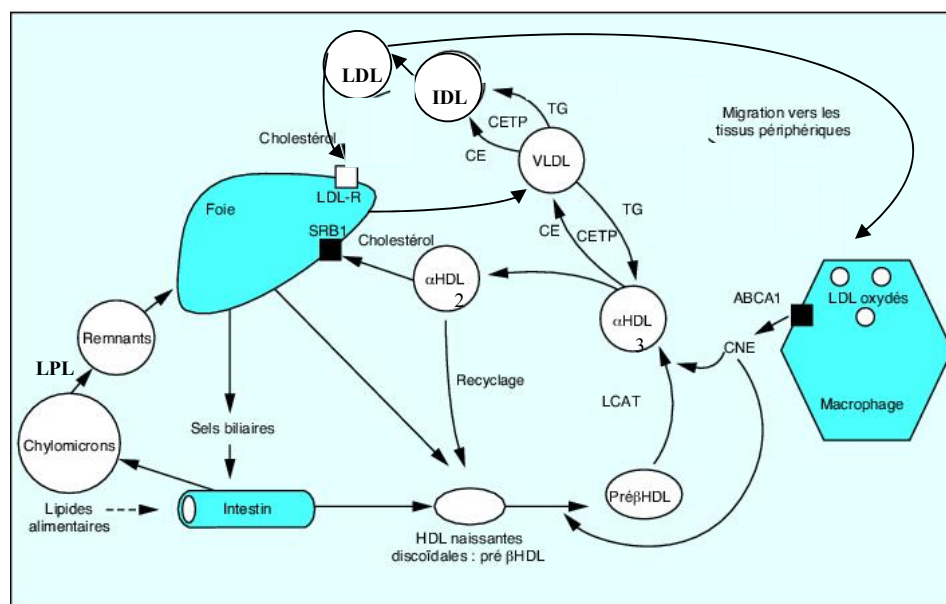 LDL
IDL
TG
CETP
CE
VLDL
Migration vers les
tissus périphériques
Cholestérol
LDL-R
Foie
SRB1
Cholestérol
TG
CE
CETP
αHDL
2
αHDL
3
ABCA1
LDL oxydés
CNE
Macrophage
Remnants
LPL
Chylomicrons
Recyclage
LCAT
Sels biliaires
Lipides
alimentaires
Intestin
PréβHDL
HDL naissantes
discoïdales : pré βHDL